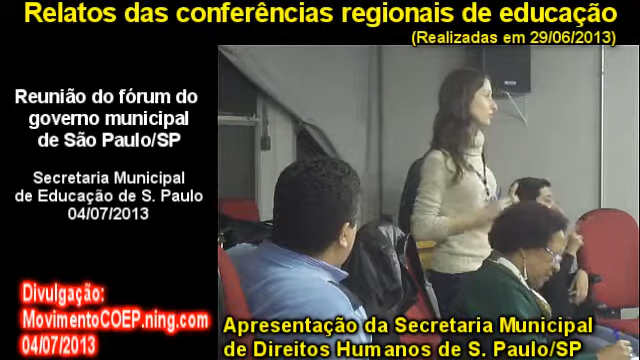 Relatos das conferências regionais de educação
(Realizadas em 29/06/2013)
Reunião do fórum do
governo municipal
de São Paulo/SP
Secretaria Municipal
de Educação de S. Paulo
04/07/2013
Divulgação:
MovimentoCOEP.ning.com
04/07/2013
Apresentação da Secretaria Municipal
de Direitos Humanos de S. Paulo/SP